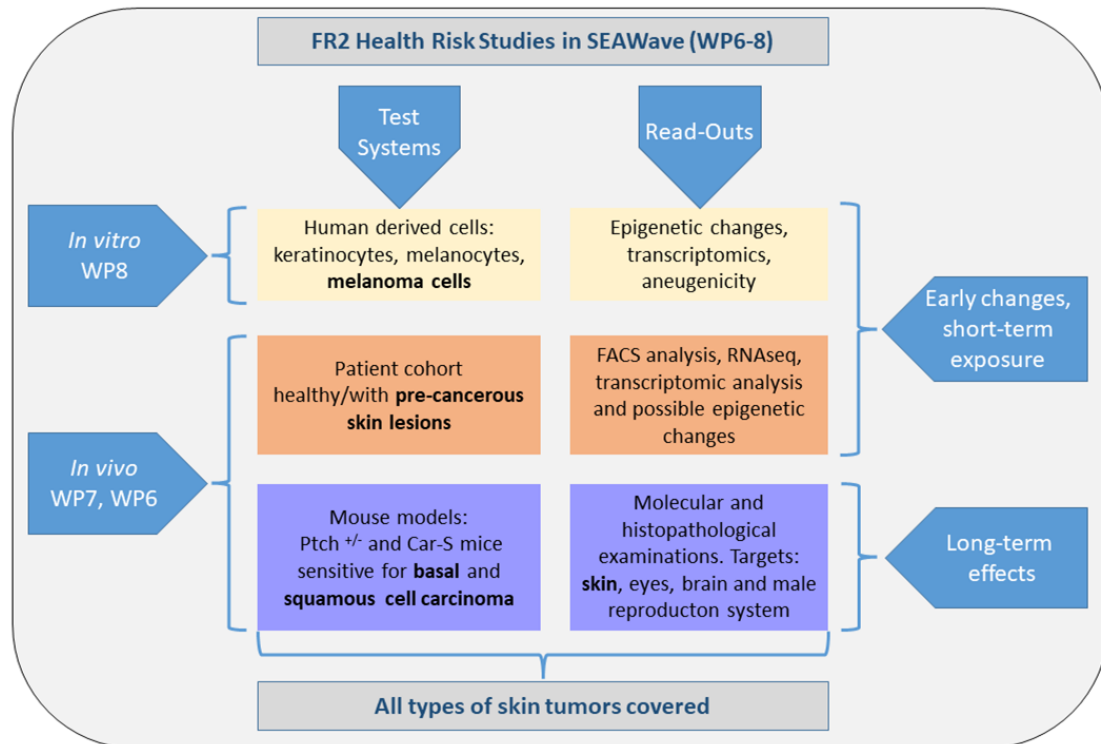 FR2 Health Risk Studies in SEAWave (WP6-8)
Test
Systems
Read-Outs
In vitro
WP8
Human derived cells:
keratinocytes, melanocytes,
melanoma cells
Epigenetic changes,
transcriptomics,
aneugenicity
Early changes,
short-term
exposure
Patient cohort
healthy/with pre-cancerous
skin lesions
FACS analysis, RNAseq,
transcriptomic analysis
and possible epigenetic
changes
In vivo
WP7, WP6
Mouse models:
Ptch +/- and Car-S mice
sensitive for basal and
squamous cell carcinoma
Molecular and
histopathological
examinations. Targets:
skin, eyes, brain and male
reproducton system
Long-term
effects
All types of skin tumors covered